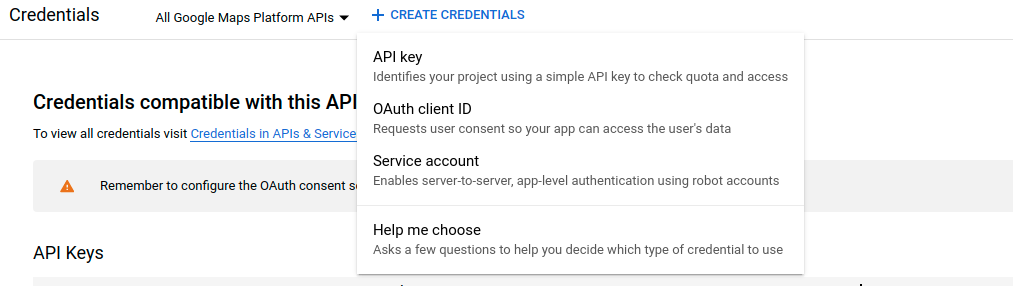 Credentials
All Google Maps Platform APIs
+ CREATE CREDENTIALS
API key
Identifies your project using a simple API key to check quota and access
OAuth client ID
Requests user consent so your app can access the user's data
Service account
Enables server-to-server, app-level authentication using robot accounts
Help me choose
Asks a few questions to help you decide which type of credential to use
Credentials compatible with this API
To view all credentials visit Credentials in APIs & Service
Remember to configure the OAuth consent
API Keys